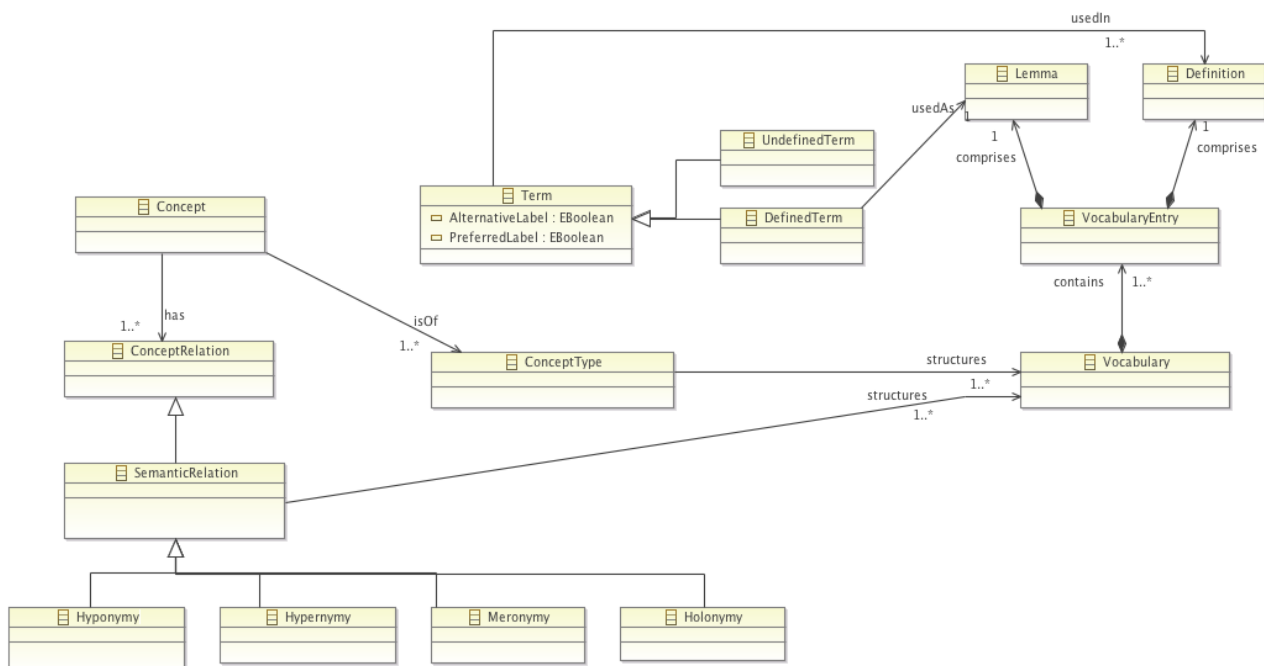 usedIn
1..*
Lemma
Definition
usedAs
1
1
comprises
1
comprises
UndefinedTerm
Term
AlternativeLabel : EBoolean
PreferredLabel : EBoolean
DefinedTerm
VocabularyEntry
Concept
contains
1..*
has
1..*
isOf
1..*
ConceptRelation
ConceptType
structures
1..*
Vocabulary
structures
1..*
SemanticRelation
Hyponymy
Hypernymy
Meronymy
Holonymy